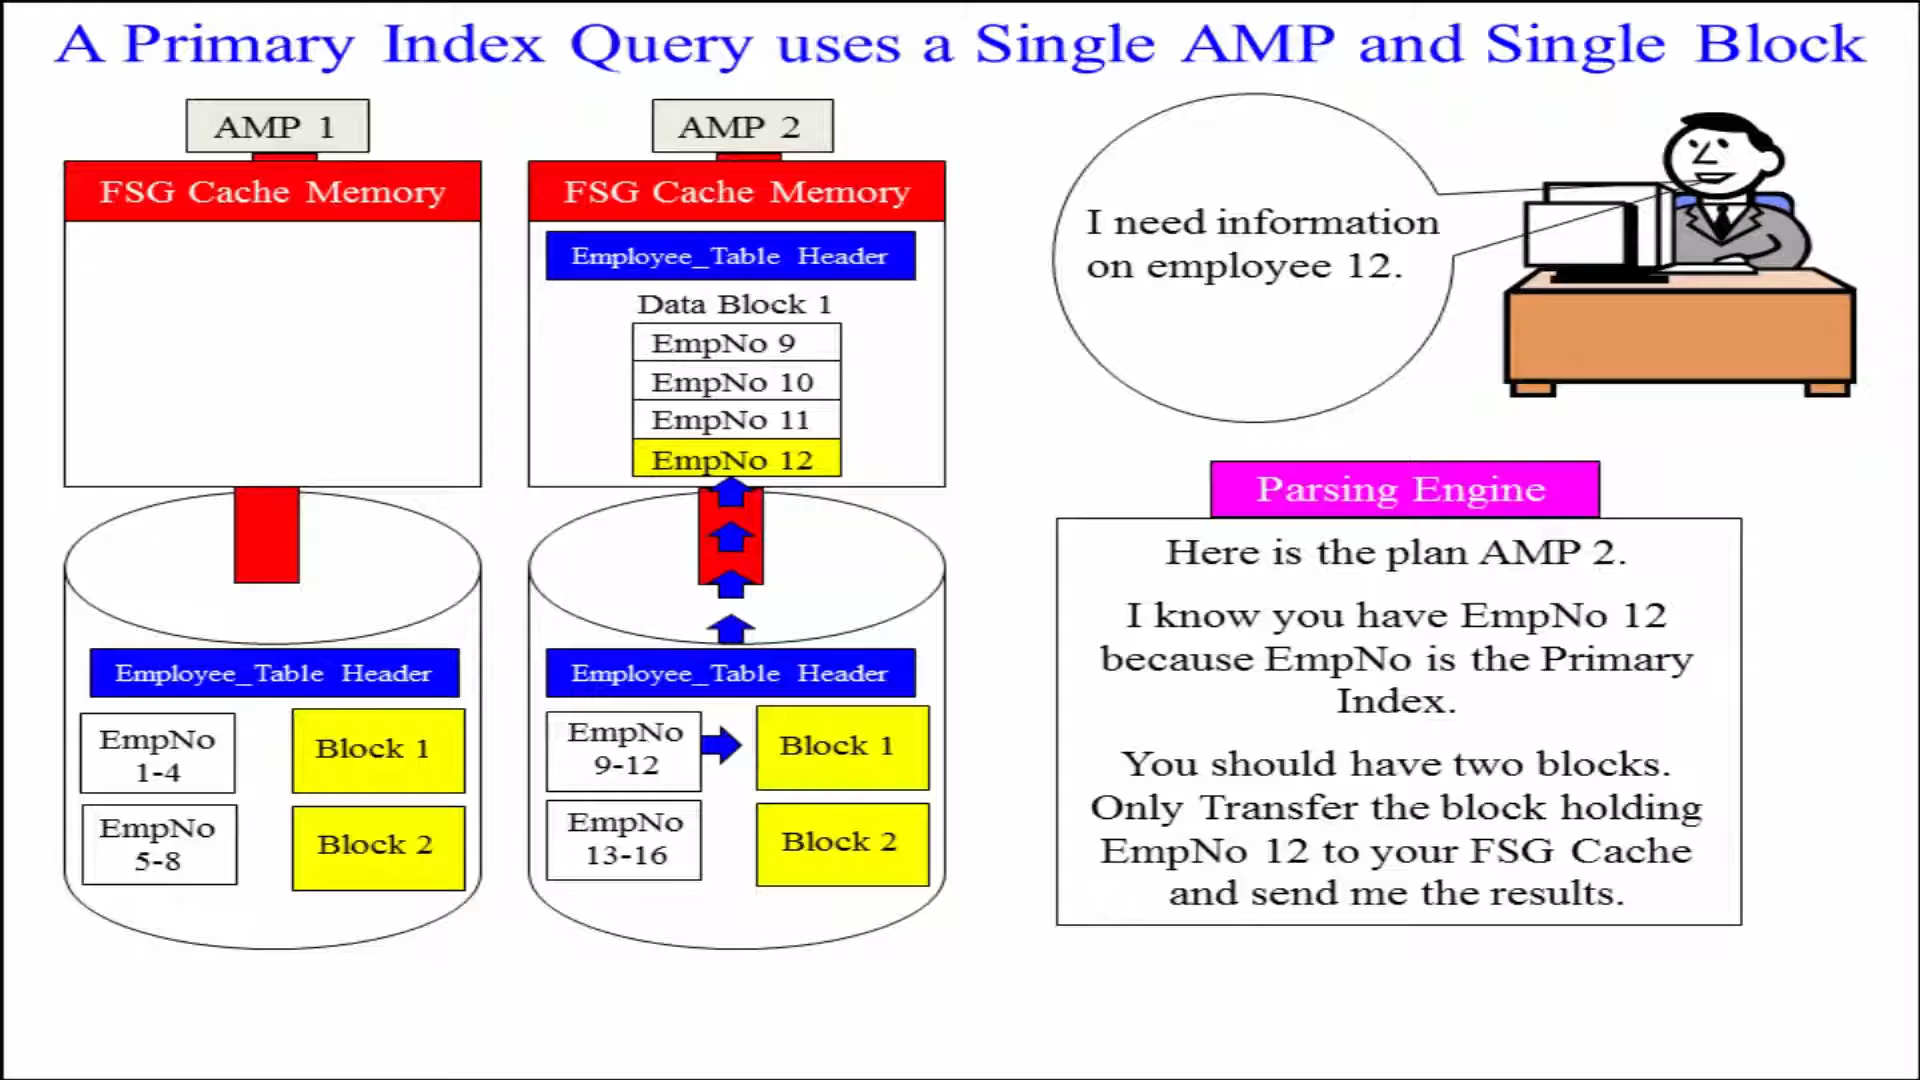 A Primary Index Query uses a Single AMP and Single Block
AMP 1
FSG Cache Memory
Employee_Table Header
EmpNo
1-4
Block 1
EmpNo
5-8
Block 2
AMP 2
FSG Cache Memory
Employee_Table Header
Data Block 1
EmpNo 9
EmpNo 10
EmpNo 11
EmpNo 12
Employee_Table Header
EmpNo
9-12
Block 1
EmpNo
13-16
Block 2
I need information
on employee 12.
Parsing Engine
Here is the plan AMP 2.
I know you have EmpNo 12
because EmpNo is the Primary
Index.
You should have two blocks.
Only Transfer the block holding
EmpNo 12 to your FSG Cache
and send me the results.